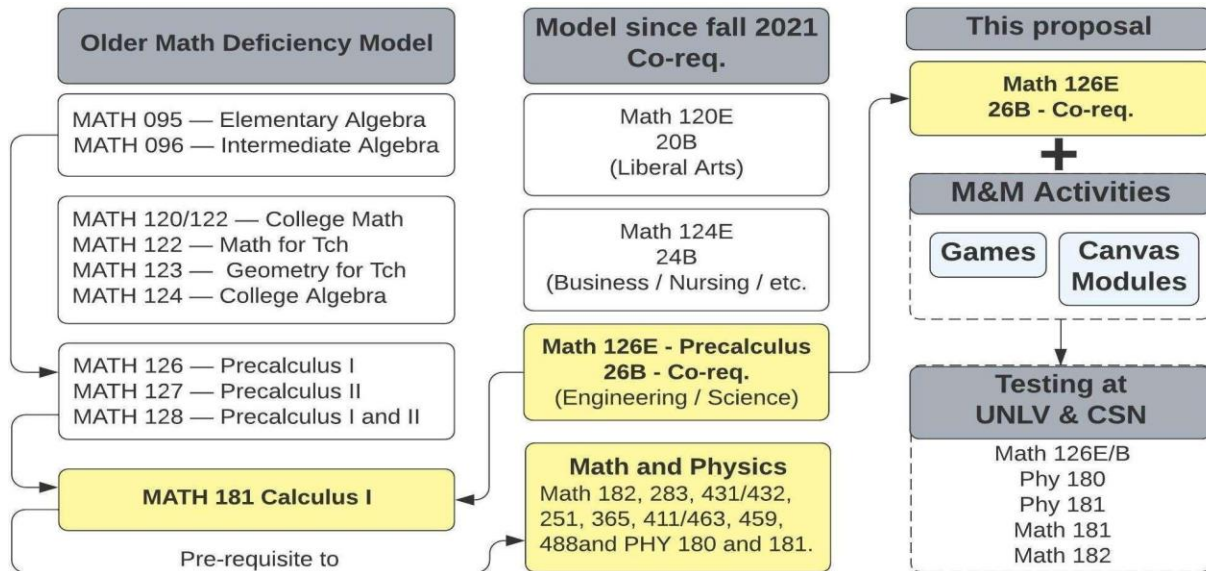 Older Math Deficiency Model
MATH 095 — Elementary Algebra
MATH 096 — Intermediate Algebra
MATH 120/122 — College Math
MATH 122 — Math for Tch
MATH 123 — Geometry for Tch
MATH 124 — College Algebra
MATH 126 — Precalculus I
MATH 127 — Precalculus II
MATH 128 — Precalculus I and II
MATH 181 Calculus I
Pre-requisite to
Model since fall 2021
Co-req.
Math 120E
20B
(Liberal Arts)
Math 124E
24B
(Business / Nursing / etc.
Math 126E - Precalculus
26B - Co-req.
(Engineering / Science)
Math and Physics
Math 182, 283, 431/432,
251, 365, 411/463, 459,
488and PHY 180 and 181.
This proposal
Math 126E
26B - Co-req.
+
M&M Activities
Games
Canvas
Modules
Testing at
UNLV & CSN
Math 126E/B
Phy 180
Phy 181
Math 181
Math 182